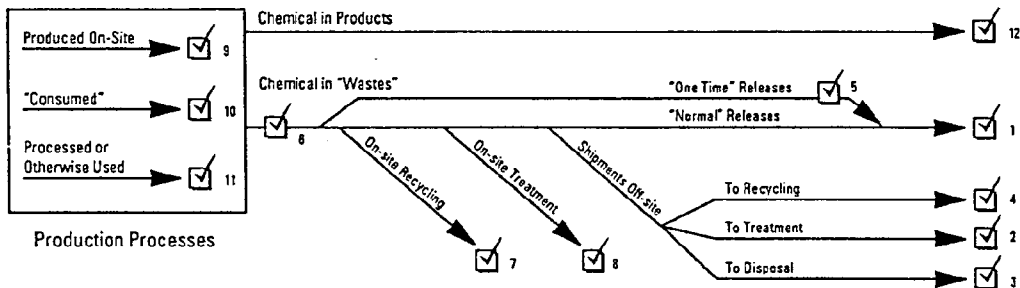 Chemical in Products
12
Produced On-Site
9
Chemical in "Wastes"
"One Time" Releases
5
"Consumed"
10
6
"Normal" Releases
1
Processed or
Otherwise Used
11
On-site Recycling
On-site Treatment
Shipments Off-site
To Recycling
4
To Treatment
2
To Disposal
3
7
8
Production Processes